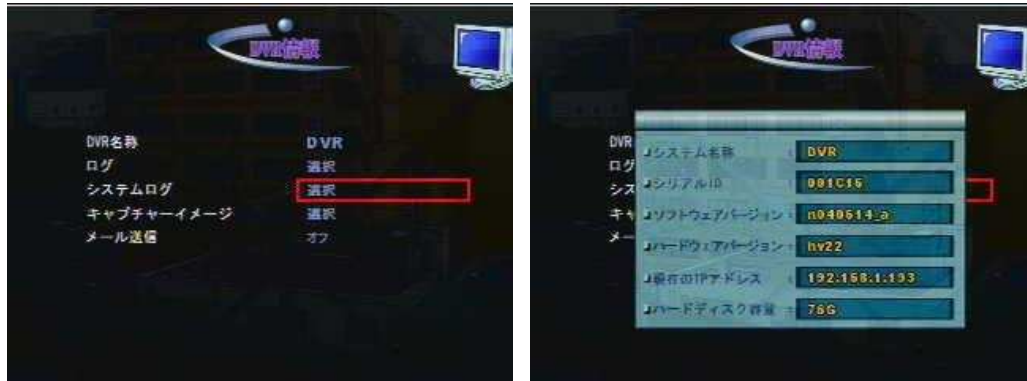 DVR情報
DVR名称 DVR
ログ 選択
システムログ 選択
キャプチャーイメージ 選択
メール送信 オフ
DVR情報
DVR
ログ
シス
キャ
メー
システム名称 : DVR
シリアルID : 001C16
ソフトウェアバージョン : n040614_a
ハードウェアバージョン : hv22
現在のIPアドレス : 192.168.1.193
ハードディスク容量 : 76G